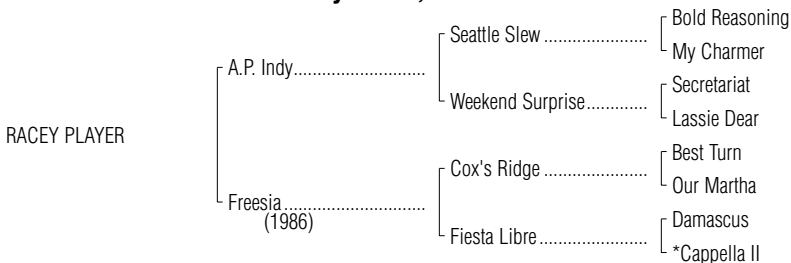 Bold Reasoning
Seattle Slew ........................
My Charmer
A.P. Indy..............................
Secretariat
Weekend Surprise..............
Lassie Dear
RACEY PLAYER
Best Turn
Cox's Ridge .........................
Our Martha
Freesia ................................
(1986)
Damascus
Fiesta Libre .........................
*Cappella II